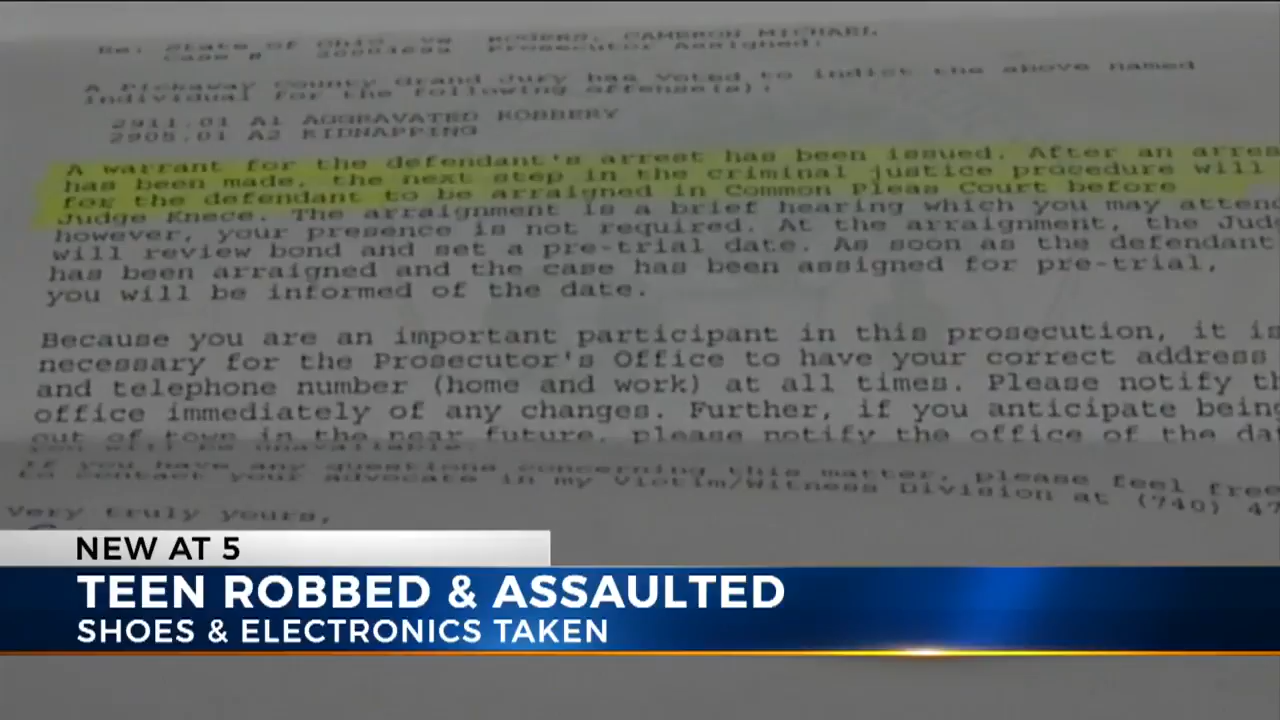 Re: State of Ohio vs ROGERS, CAMERON MICHAEL
Case # Prosecutor Assigned:
A Pickaway County Grand Jury has voted to indict the above named
individual for the following offense(s):
2911.01 A1 AGGRAVATED ROBBERY
2905.01 A2 KIDNAPPING
A warrant for the defendant's arrest has been issued. After an arres
has been made, the next step in the criminal justice procedure will
for the defendant to be arraigned in Common Pleas Court before
Judge Knece. The arraignment is a brief hearing which you may attend
however, your presence is not required. At the arraignment, the Judg
will review bond and set a pre-trial date. As soon as the defendant
has been arraigned and the case has been assigned for pre-trial,
you will be informed of the date.
Because you are an important participant in this prosecution, it is
necessary for the Prosecutor's Office to have your correct address
and telephone number (home and work) at all times. Please notify th
office immediately of any changes. Further, if you anticipate being
out of town in the near future, please notify the office of the dat
you will be unavailable.
If you have any questions concerning this matter, please feel free
to contact your advocate in my Victim/Witness Division at (740) 47
Very truly yours,
NEW AT 5
TEEN ROBBED & ASSAULTED
SHOES & ELECTRONICS TAKEN